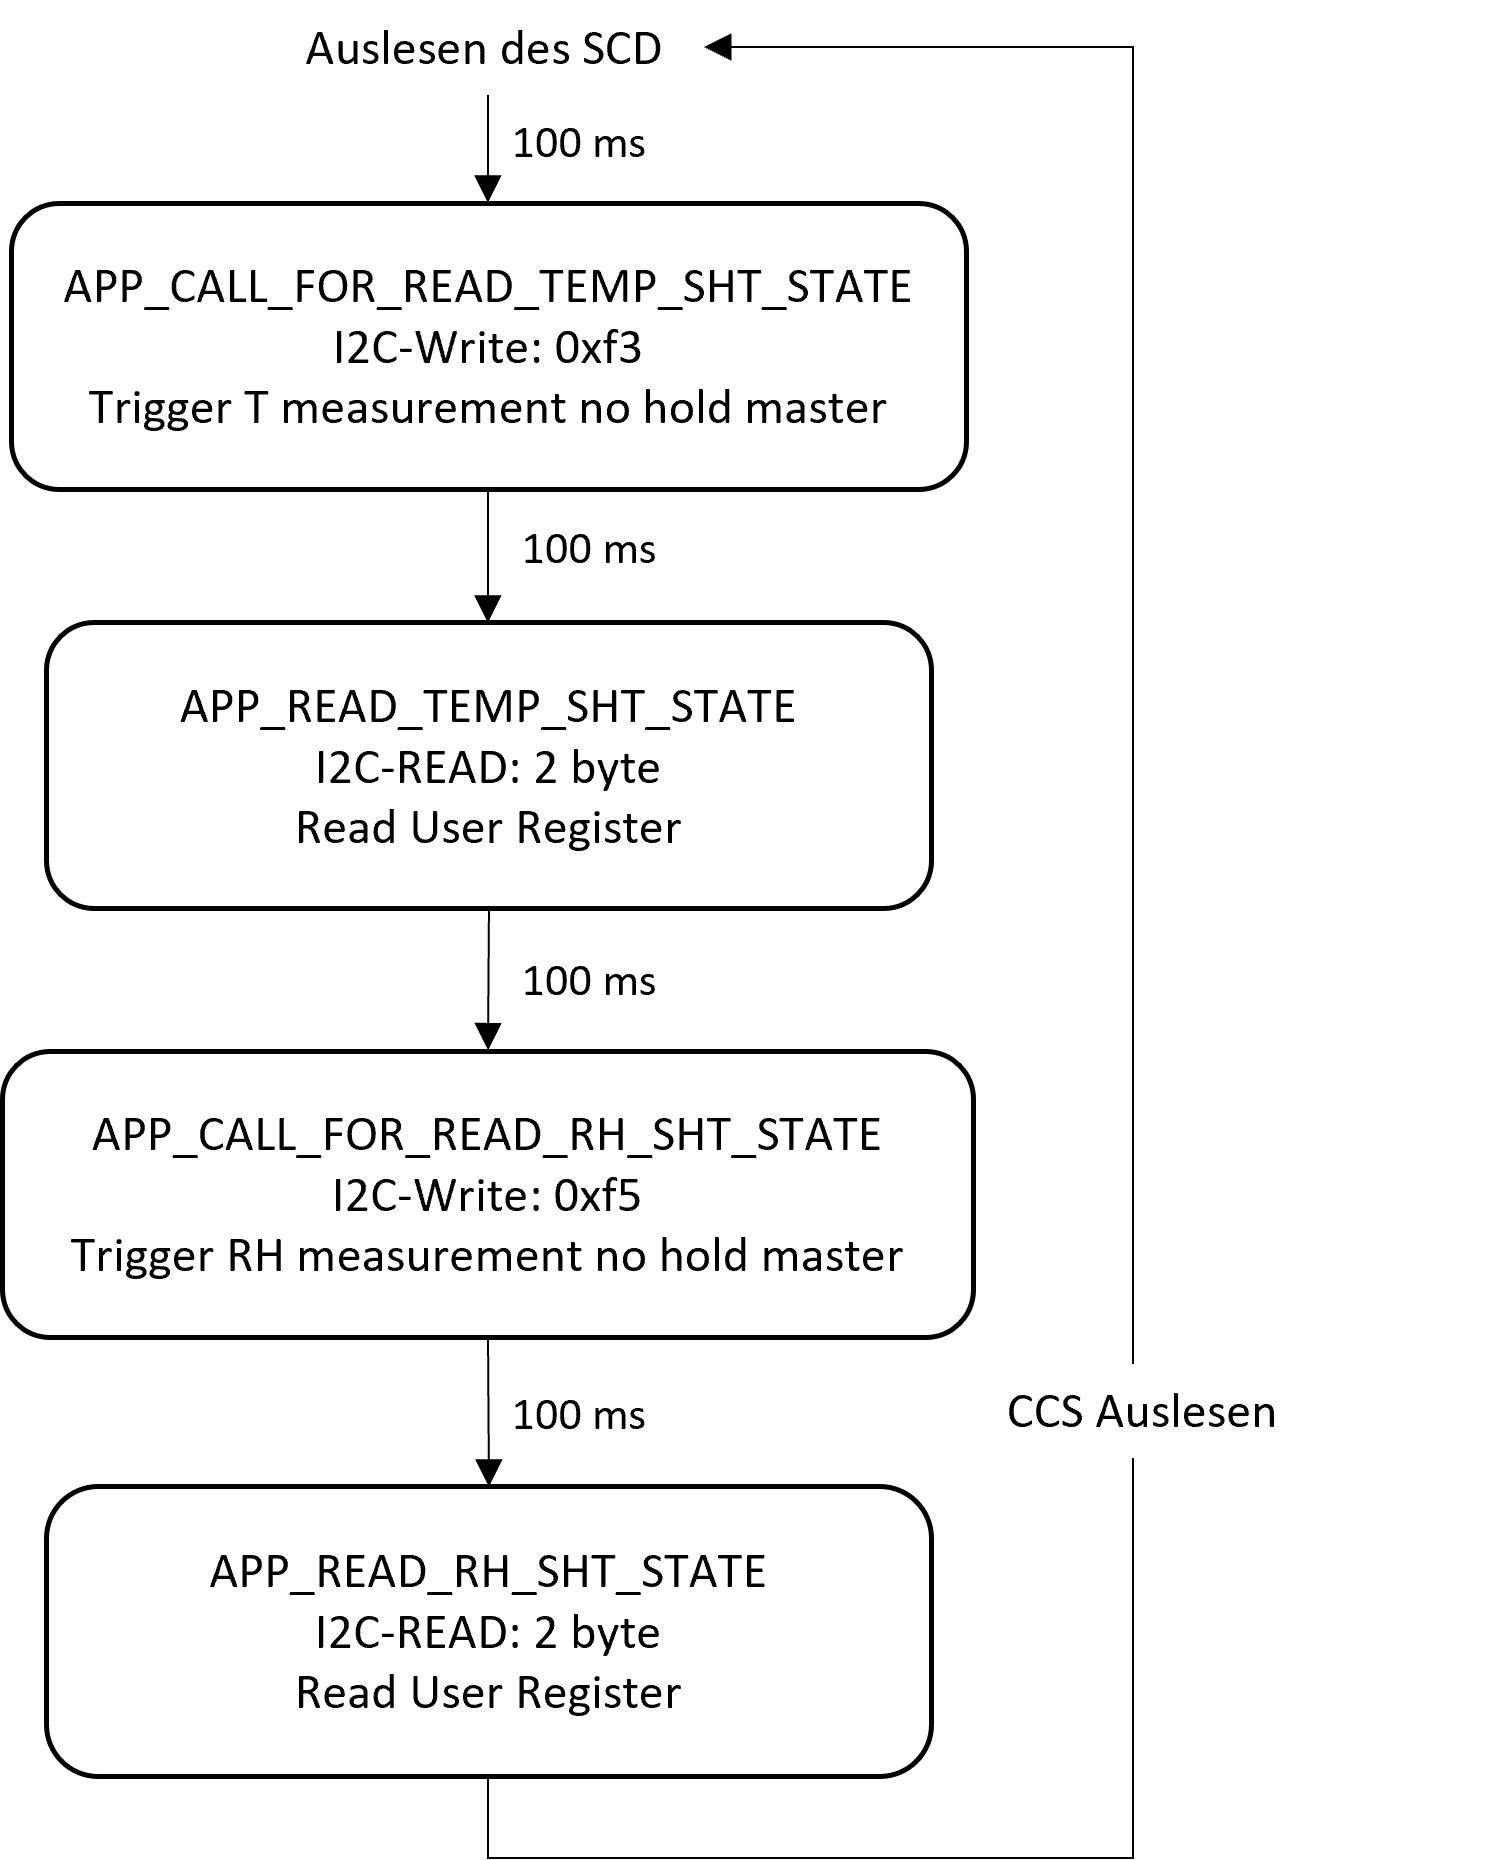 Auslesen des SCD
100 ms
APP_CALL_FOR_READ_TEMP_SHT_STATE
I2C-Write: 0xf3
Trigger T measurement no hold master
100 ms
APP_READ_TEMP_SHT_STATE
I2C-READ: 2 byte
Read User Register
100 ms
APP_CALL_FOR_READ_RH_SHT_STATE
I2C-Write: 0xf5
Trigger RH measurement no hold master
100 ms
CCS Auslesen
APP_READ_RH_SHT_STATE
I2C-READ: 2 byte
Read User Register